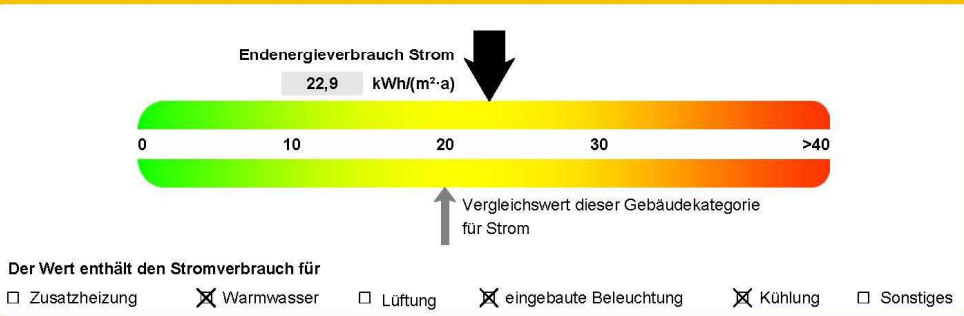 Endenergieverbrauch Strom
22,9 kWh/(m²·a)
0 10 20 30 >40
Vergleichswert dieser Gebäudekategorie
für Strom
Der Wert enthält den Stromverbrauch für
☐ Zusatzheizung ☒ Warmwasser ☐ Lüftung ☒ eingebaute Beleuchtung ☒ Kühlung ☐ Sonstiges